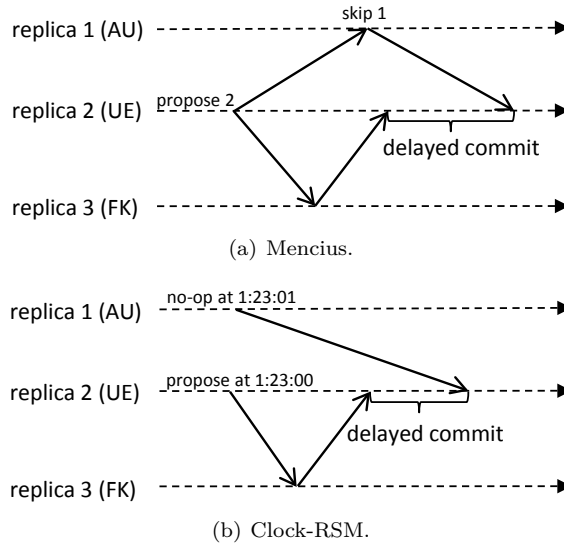 skip 1
replica 1 (AU)
propose 2
replica 2 (UE)
delayed commit
replica 3 (FK)
(a) Mencius.
no-op at 1:23:01
replica 1 (AU)
propose at 1:23:00
replica 2 (UE)
delayed commit
replica 3 (FK)
(b) Clock-RSM.